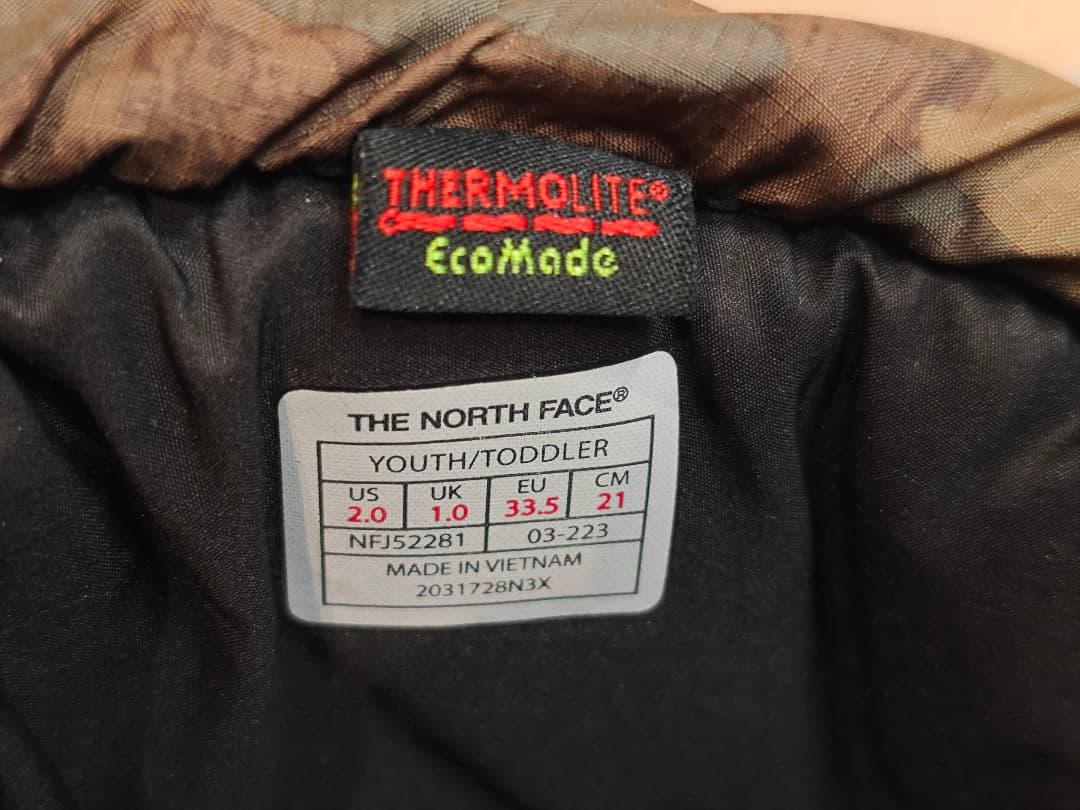 THERMOLITE®
EcoMade
THE NORTH FACE®
YOUTH/TODDLER
US UK EU CM
2.0 1.0 33.5 21
NFJ52281 03-223
MADE IN VIETNAM
2031728N3X